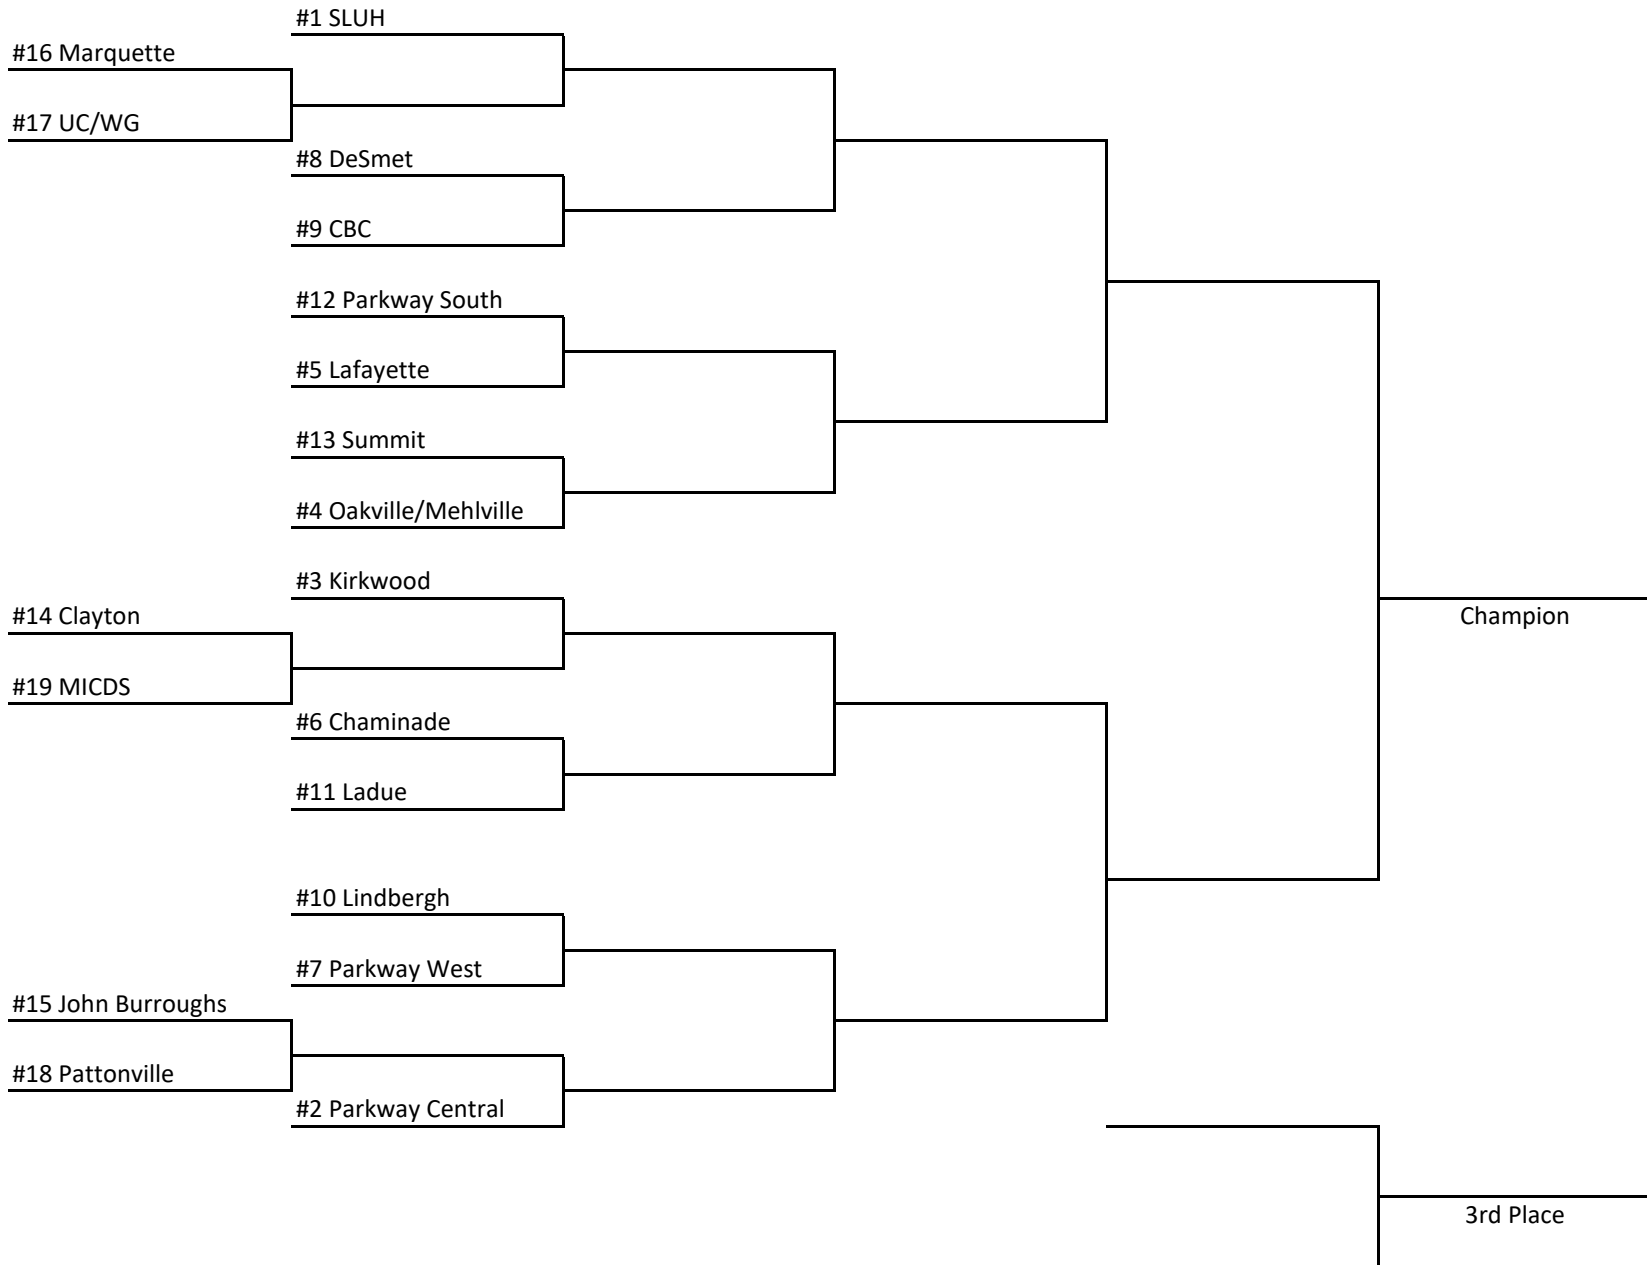 #1 SLUH
#16 Marquette
#17 UC/WG
#8 DeSmet
#9 CBC
#12 Parkway South
#5 Lafayette
#13 Summit
#4 Oakville/Mehlville
#3 Kirkwood
#14 Clayton
Champion
#19 MICDS
#6 Chaminade
#11 Ladue
#10 Lindbergh
#7 Parkway West
#15 John Burroughs
#18 Pattonville
#2 Parkway Central
3rd Place